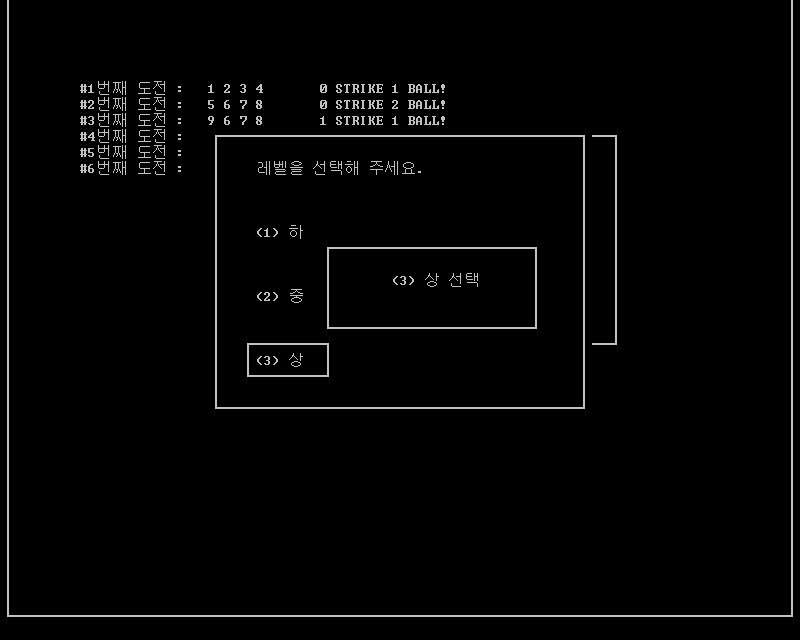 #1번째 도전 : 1 2 3 4 0 STRIKE 1 BALL!
#2번째 도전 : 5 6 7 8 0 STRIKE 2 BALL!
#3번째 도전 : 9 6 7 8 1 STRIKE 1 BALL!
#4번째 도전 :
#5번째 도전 :
#6번째 도전 :
레벨을 선택해 주세요.
(1) 하
(3) 상 선택
(2) 중
(3) 상